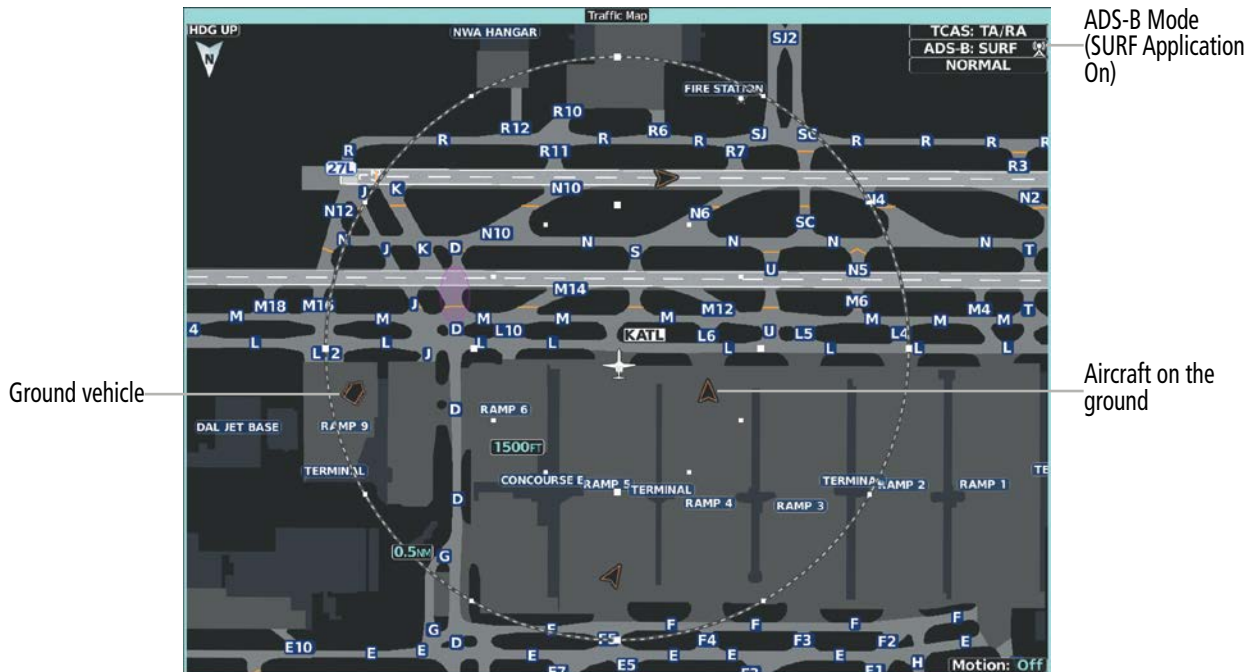 Traffic Map
HDG UP
N
NWA HANGAR
SJ2
TCAS: TA/RA
ADS-B: SURF
NORMAL
ADS-B Mode
(SURF Application
On)
FIRE STATION
R10
R12 R6
R R R SJ SC R R R R
R R11 R7 R3
27L
J K N10 N4 N2
N12 N6
N10 SC
N J K D N S N N N T
U N5
M14
M18 M16 J M6
M M D M M M M12 M M M4 M T
4 L10 KATL L6 U L5 L4
L L12 L J L L L L L L
Ground vehicle
Aircraft on the
ground
D RAMP 6
DAL JET BASE RAMP 9
1500FT
TERMINAL CONCOURSE E RAMP 5 TERMINAL TERMINAL RAMP 2 RAMP 1
D RAMP 4 RAMP 3
0.5NM G
G F F F F F
E10 E E D F4 F3 F2 E
E E E5 E E H
Motion: Off